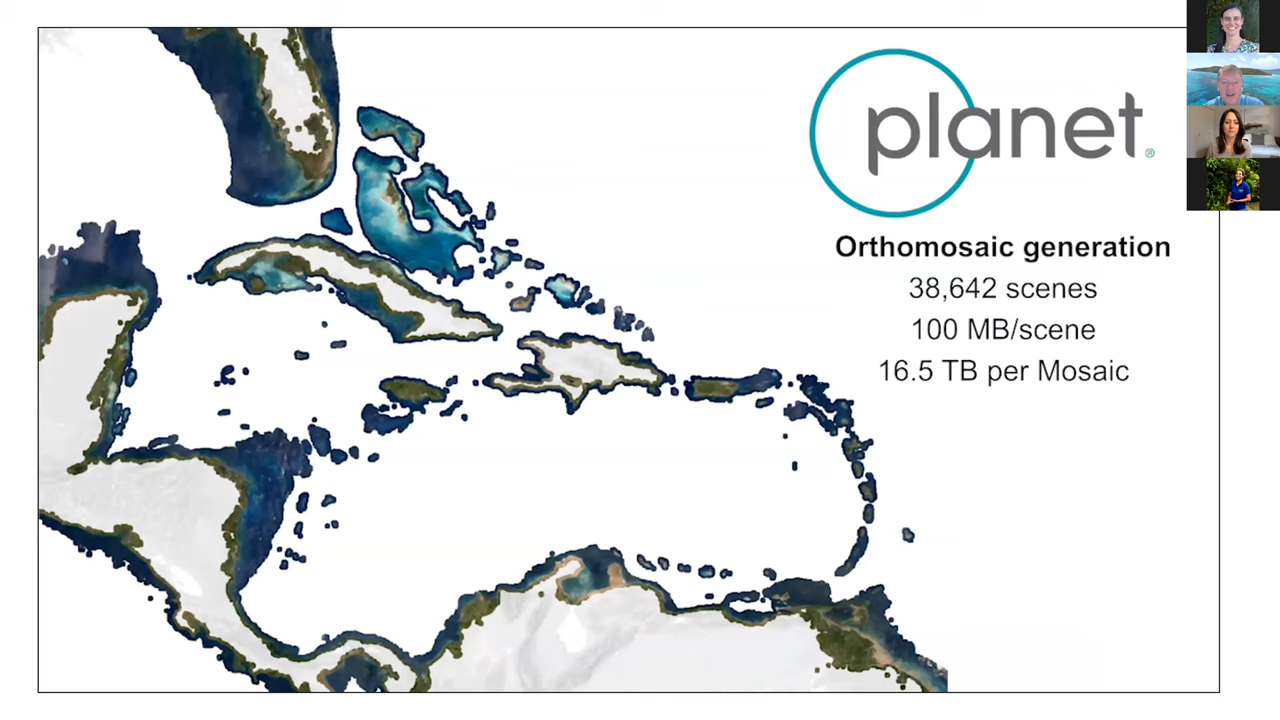 planet®
Orthomosaic generation
38,642 scenes
100 MB/scene
16.5 TB per Mosaic